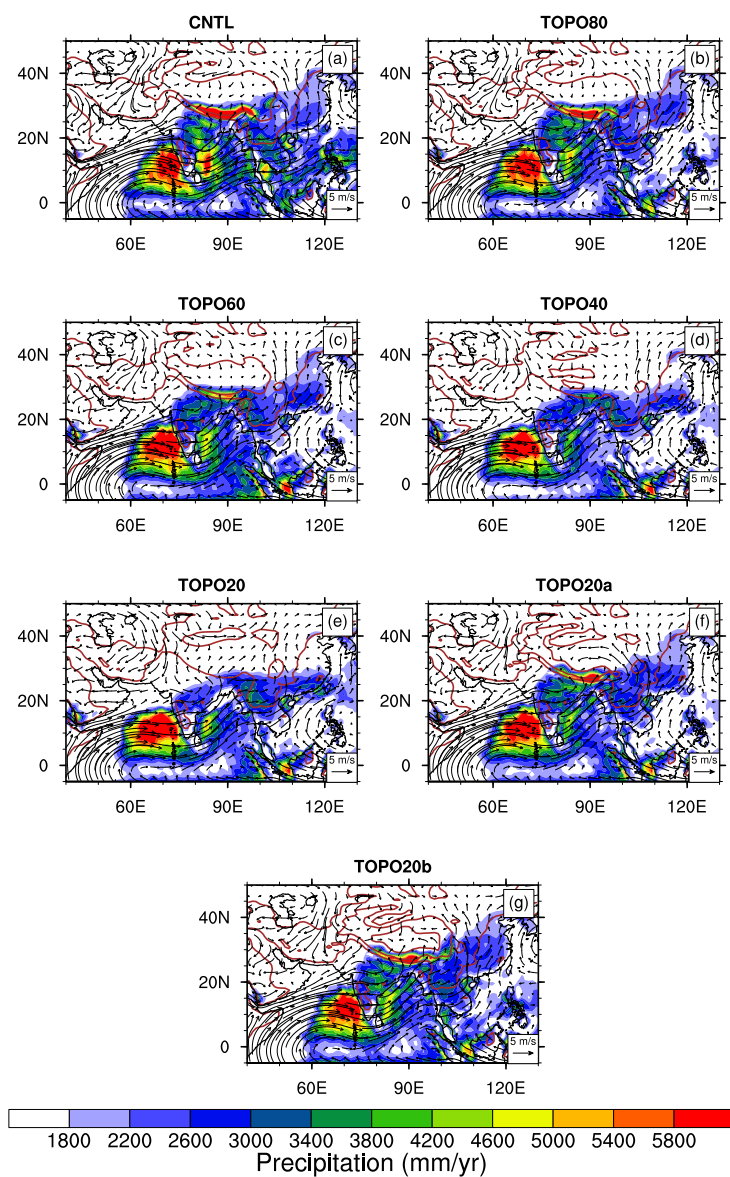 CNTL TOPO80
(a) (b)
40N 40N
20N 20N
0 0
5 m/s 5 m/s
60E 90E 120E 60E 90E 120E
TOPO60 TOPO40
(c) (d)
40N 40N
20N 20N
0 0
5 m/s 5 m/s
60E 90E 120E 60E 90E 120E
TOPO20 TOPO20a
(e) (f)
40N 40N
20N 20N
0 0
5 m/s 5 m/s
60E 90E 120E 60E 90E 120E
TOPO20b
(g)
40N
20N
0
5 m/s
60E 90E 120E
1800 2200 2600 3000 3400 3800 4200 4600 5000 5400 5800
Precipitation (mm/yr)